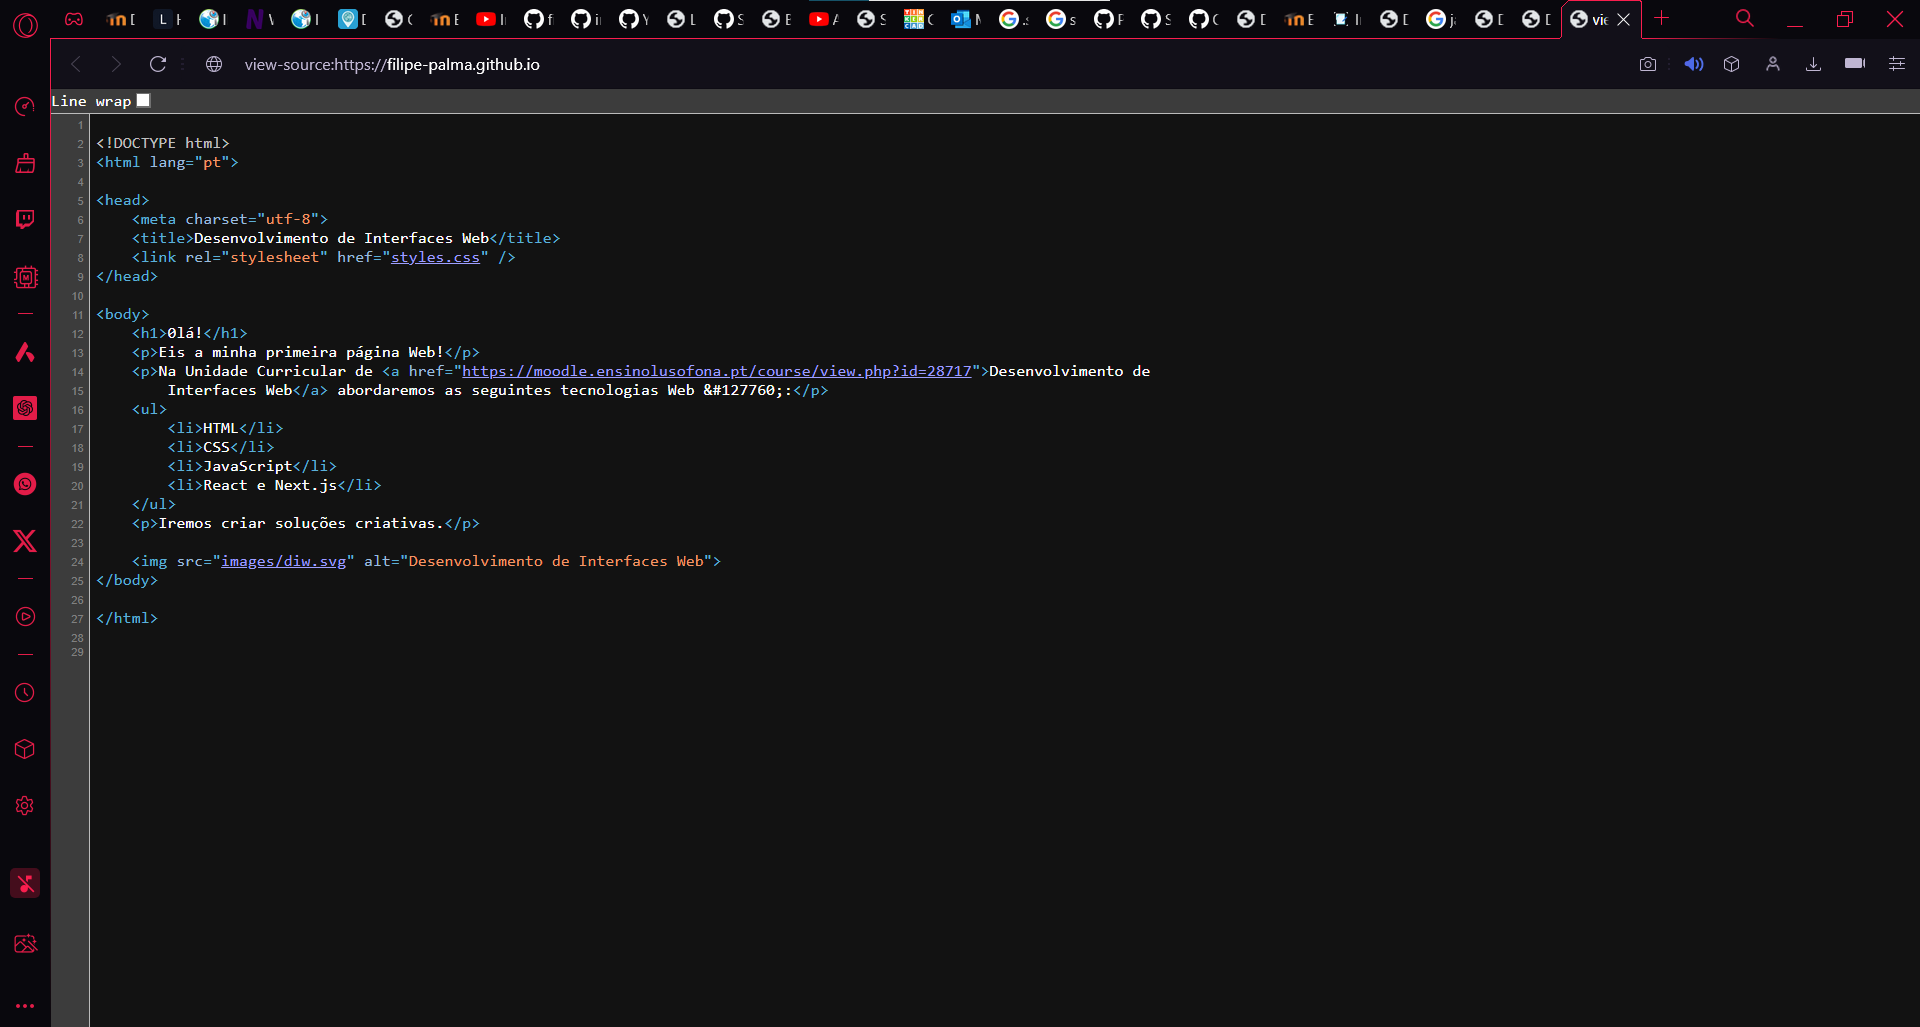 view-source:https://filipe-palma.github.io
Line wrap
1
2 <!DOCTYPE html>
3 <html lang="pt">
4
5 <head>
6 <meta charset="utf-8">
7 <title>Desenvolvimento de Interfaces Web</title>
8 <link rel="stylesheet" href="styles.css" />
9 </head>
10
11 <body>
12 <h1>Olá!</h1>
13 <p>Eis a minha primeira página Web!</p>
14 <p>Na Unidade Curricular de <a href="https://moodle.ensinolusofona.pt/course/view.php?id=28717">Desenvolvimento de
15 Interfaces Web</a> abordaremos as seguintes tecnologias Web &#127760;:</p>
16 <ul>
17 <li>HTML</li>
18 <li>CSS</li>
19 <li>JavaScript</li>
20 <li>React e Next.js</li>
21 </ul>
22 <p>Iremos criar soluções criativas.</p>
23
24 <img src="images/diw.svg" alt="Desenvolvimento de Interfaces Web">
25 </body>
26
27 </html>
28
29